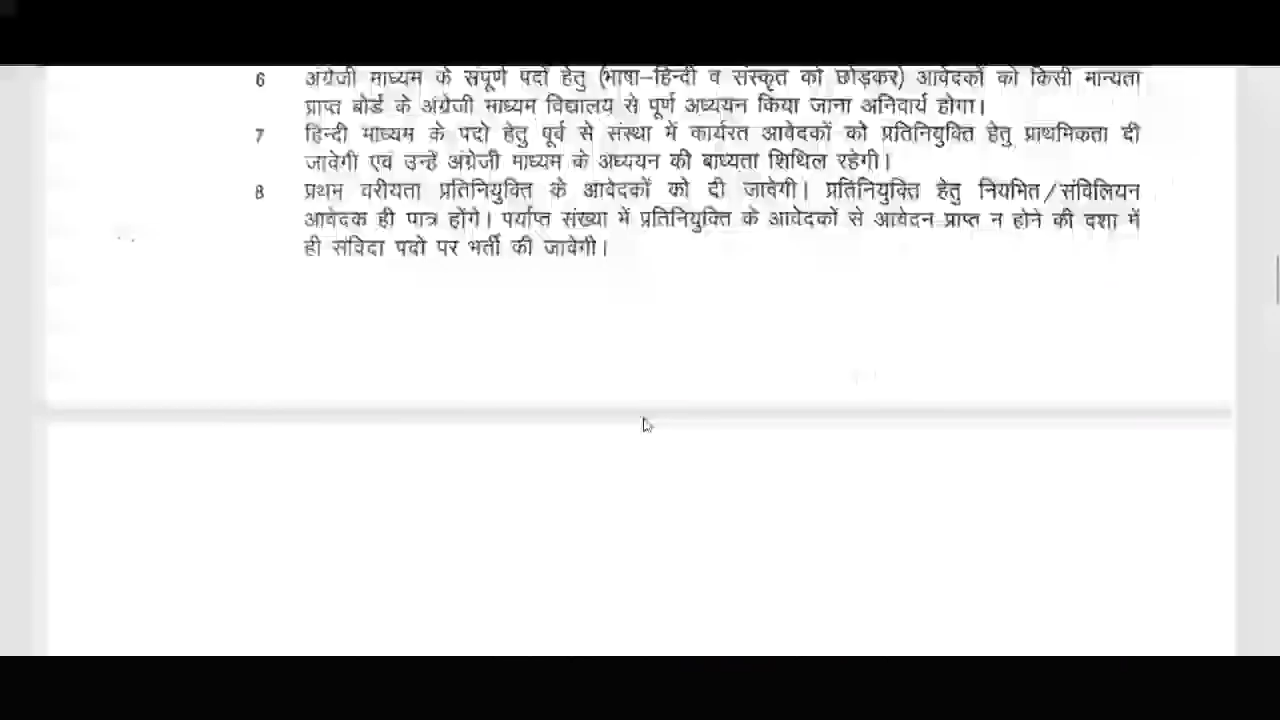 6 अंग्रेजी माध्यम के संपूर्ण पदों हेतु (भाषा–हिन्दी व संस्कृत को छोड़कर) आवेदकों को किसी मान्यता
प्राप्त बोर्ड के अंग्रेजी माध्यम विद्यालय से पूर्ण अध्ययन किया जाना अनिवार्य होगा।
7 हिन्दी माध्यम के पदो हेतु पूर्व से संस्था में कार्यरत आवेदकों को प्रतिनियुक्ति हेतु प्राथमिकता दी
जावेगी एवं उन्हें अंग्रेजी माध्यम के अध्ययन की बाध्यता शिथिल रहेगी।
8 प्रथम वरीयता प्रतिनियुक्ति के आवेदकों को दी जावेगी। प्रतिनियुक्ति हेतु नियमित/संविलियन
आवेदक ही पात्र होंगे। पर्याप्त संख्या में प्रतिनियुक्ति के आवेदकों से आवेदन प्राप्त न होने की दशा में
ही संविदा पदो पर भर्ती की जावेगी।